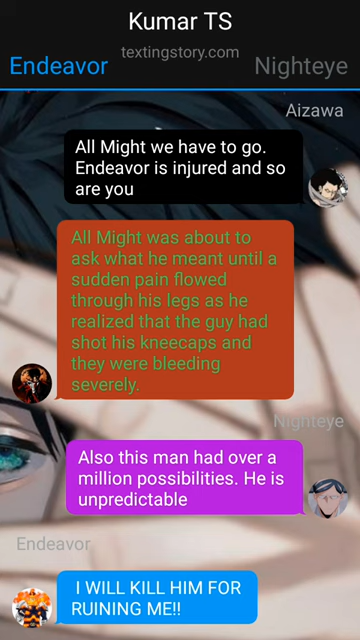 Kumar TS
textingstory.com
Endeavor
Nighteye
Aizawa
All Might we have to go.
Endeavor is injured and so
are you
All Might was about to
ask what he meant until a
sudden pain flowed
through his legs as he
realized that the guy had
shot his kneecaps and
they were bleeding
severely.
Nighteye
Also this man had over a
million possibilities. He is
unpredictable
Endeavor
I WILL KILL HIM FOR
RUINING ME!!